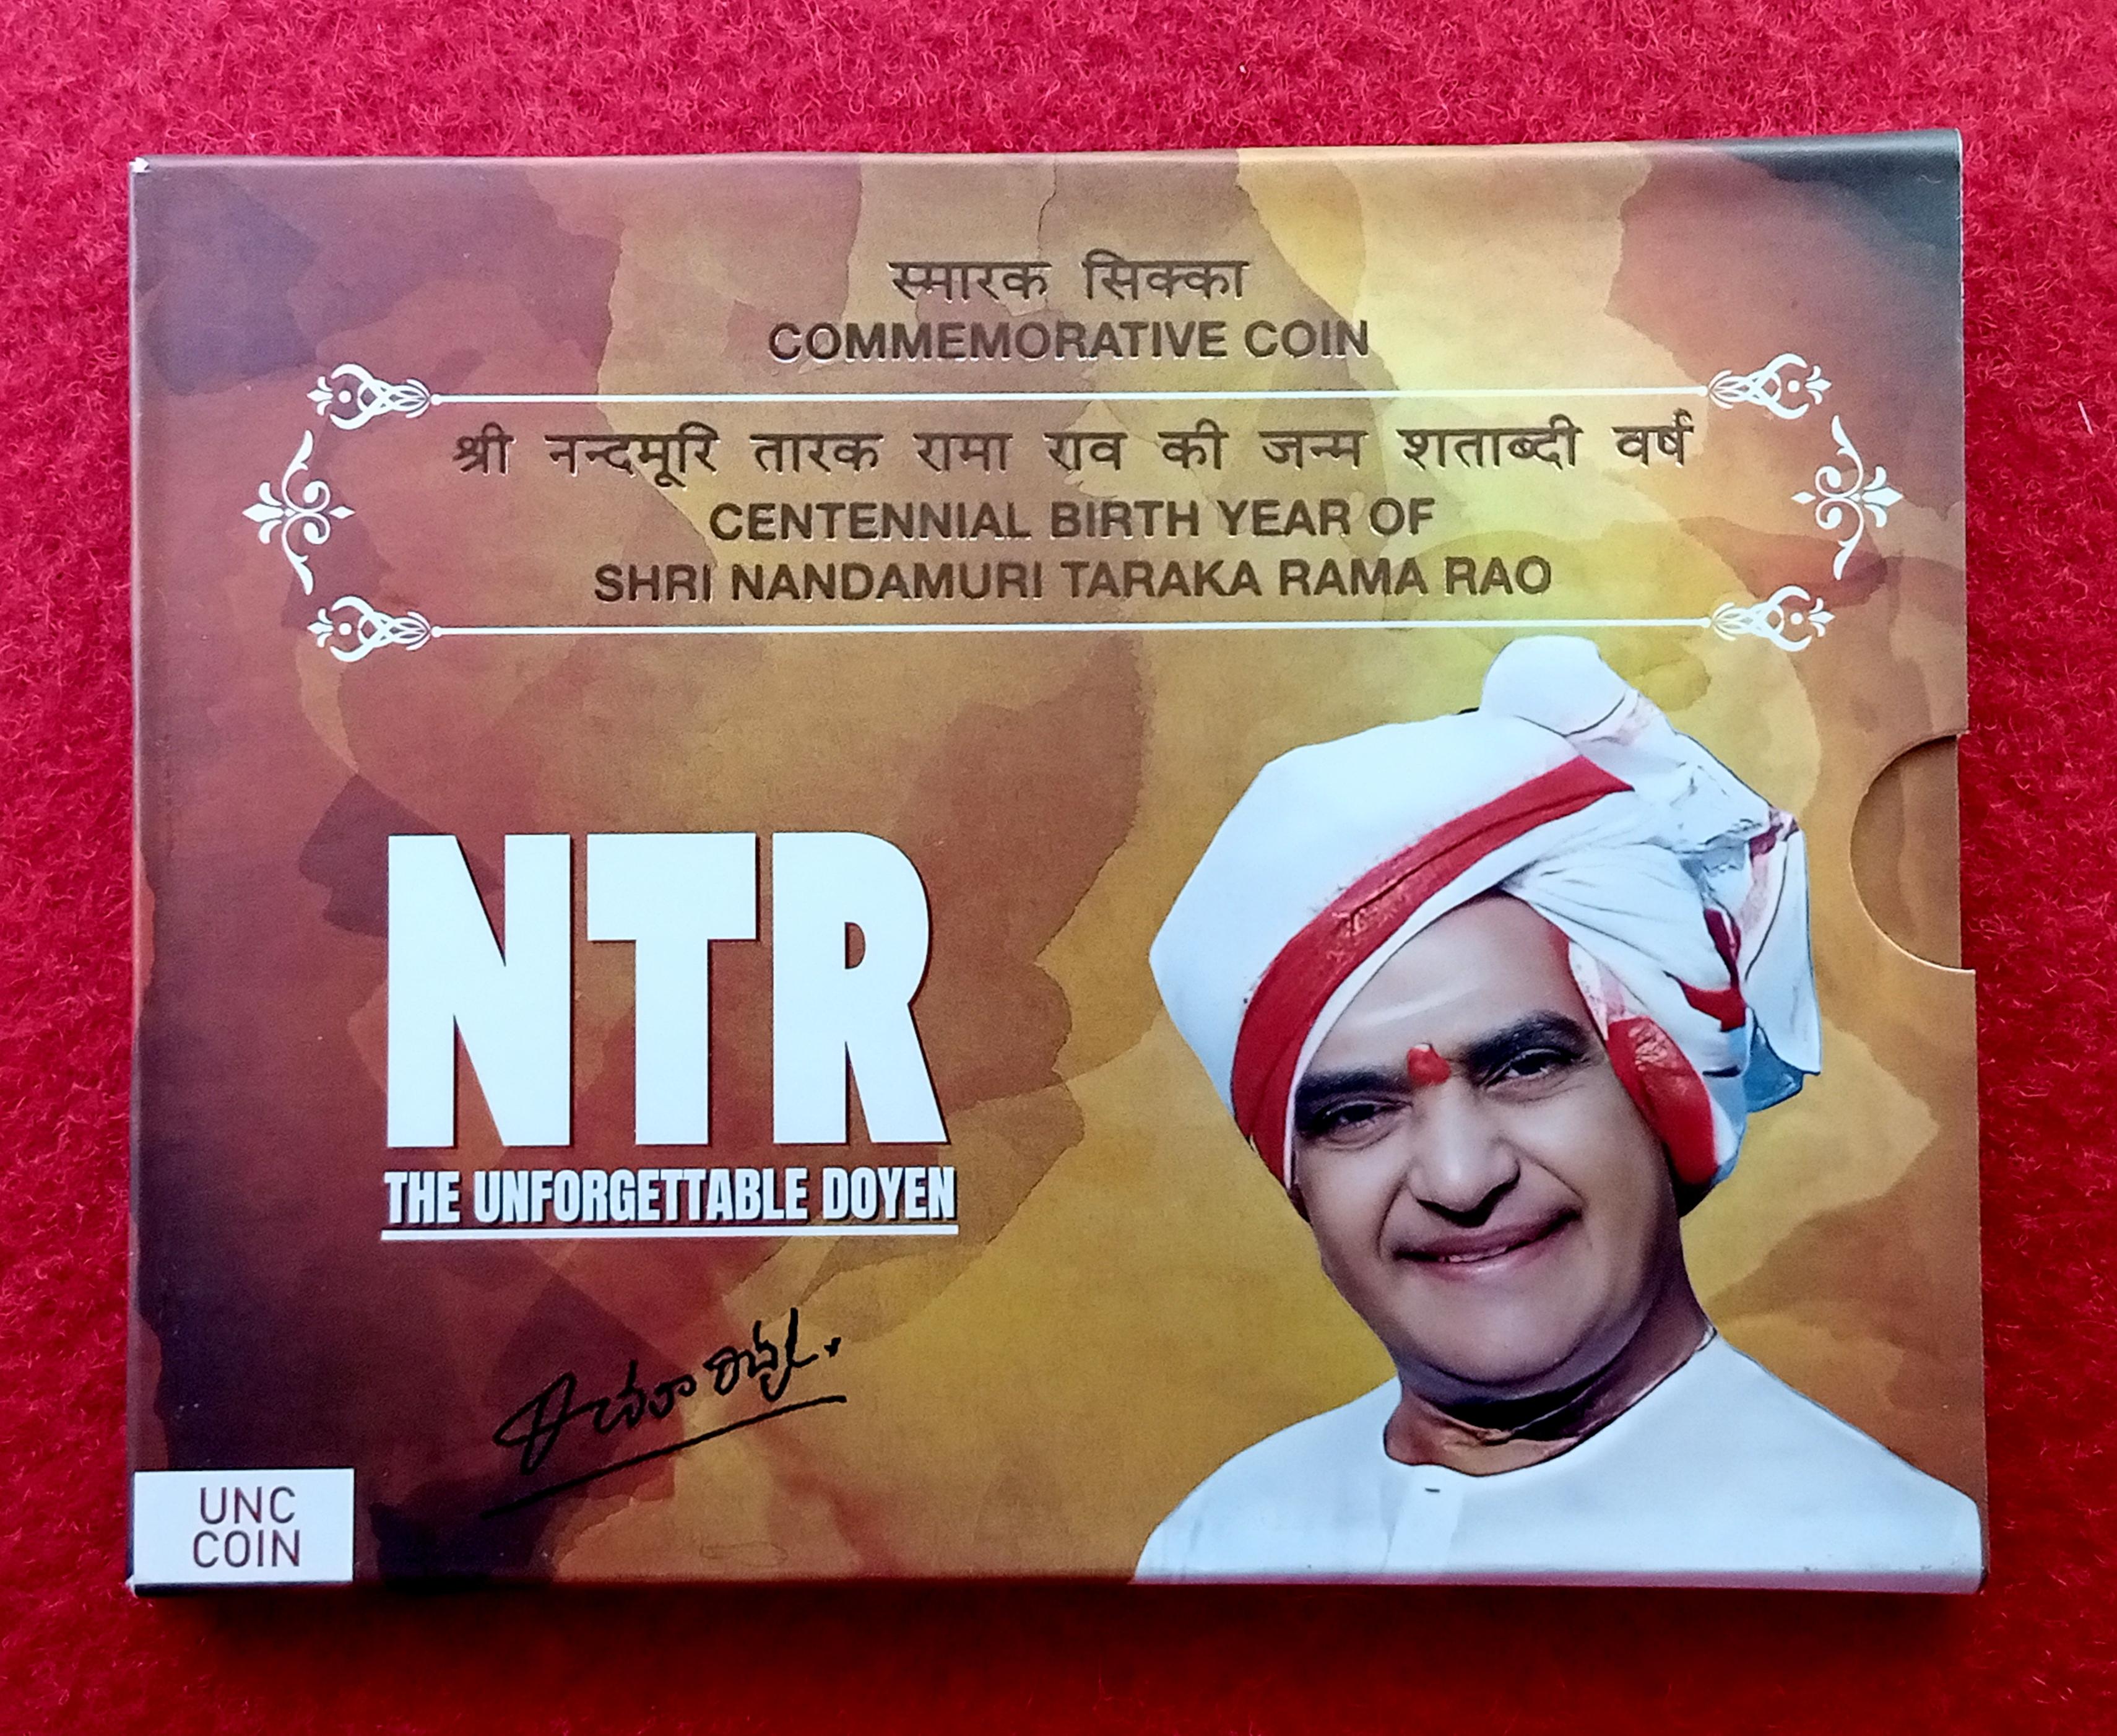 स्मारक सिक्का
COMMEMORATIVE COIN
श्री नन्दमूरि तारक रामा राव की जन्म शताब्दी वर्ष
CENTENNIAL BIRTH YEAR OF
SHRI NANDAMURI TARAKA RAMA RAO
NTR
THE UNFORGETTABLE DOYEN
UNC
COIN